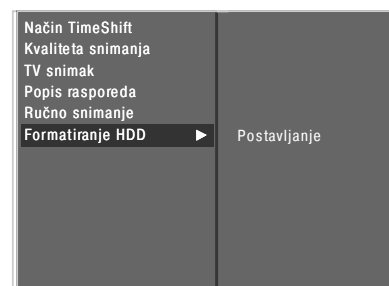 Način TimeShift
Kvaliteta snimanja
TV snimak
Popis rasporeda
Ručno snimanje
Formatiranje HDD
Postavljanje